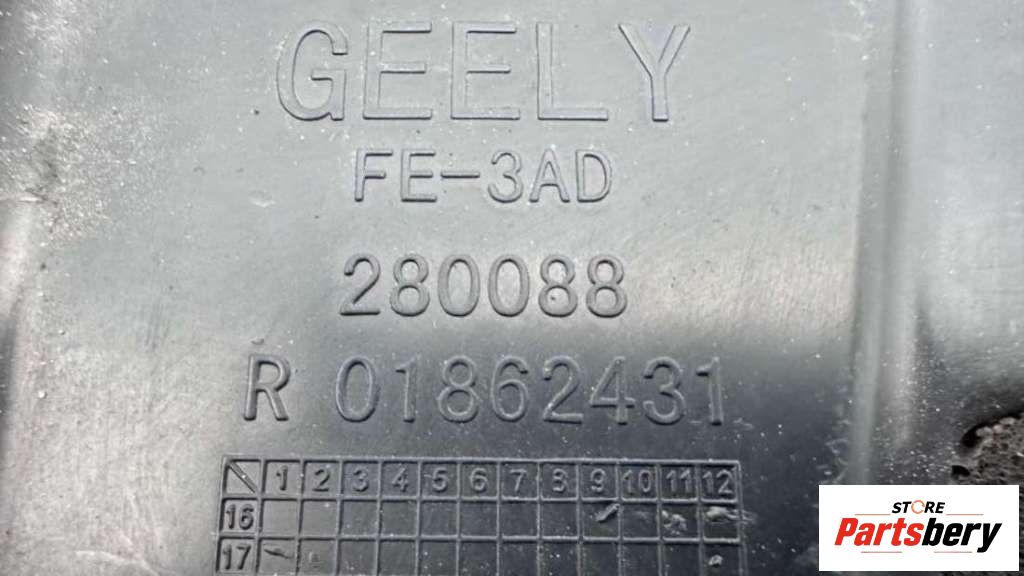 GEELY
FE-3AD
280088
R 01862431
1 2 3 4 5 6 7 8 9 10 11 12
16
17
STORE
Partsbery